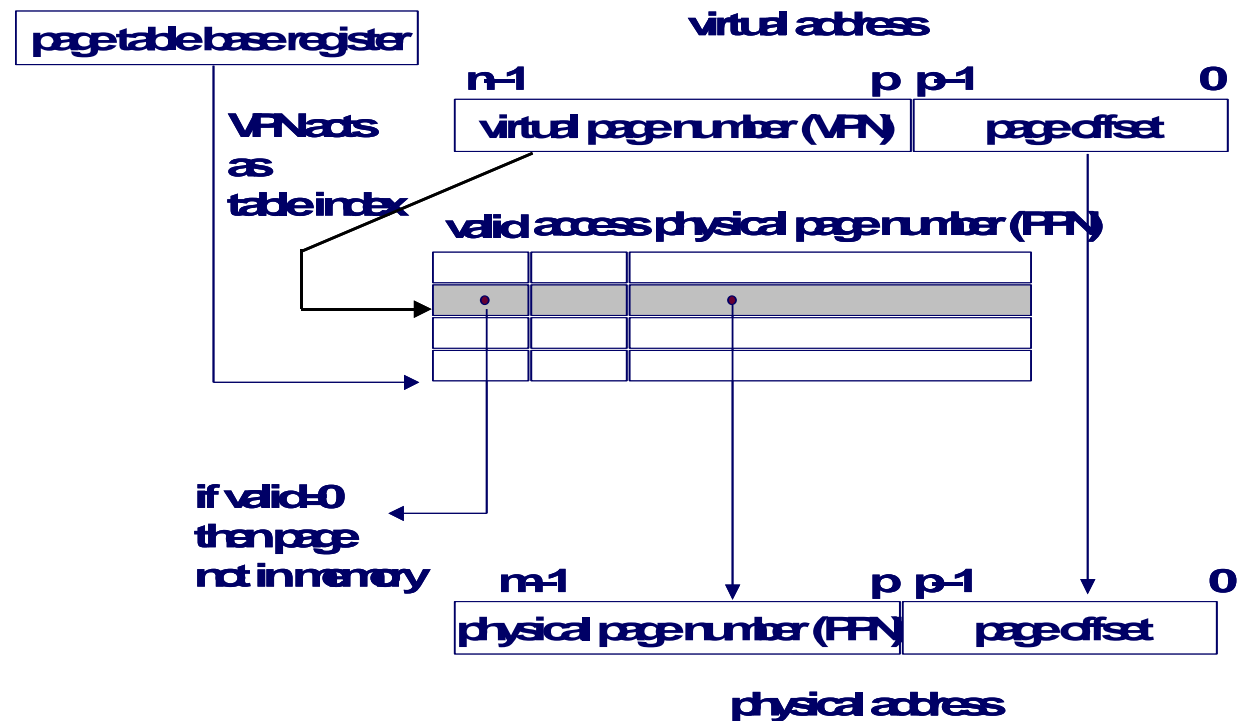 virtual address
page table base register
n–1 p p–1 0
VPN acts
as
table index
virtual page number (VPN) page offset
valid access physical page number (PPN)
if valid=0
then page
not in memory
m–1 p p–1 0
physical page number (PPN) page offset
physical address